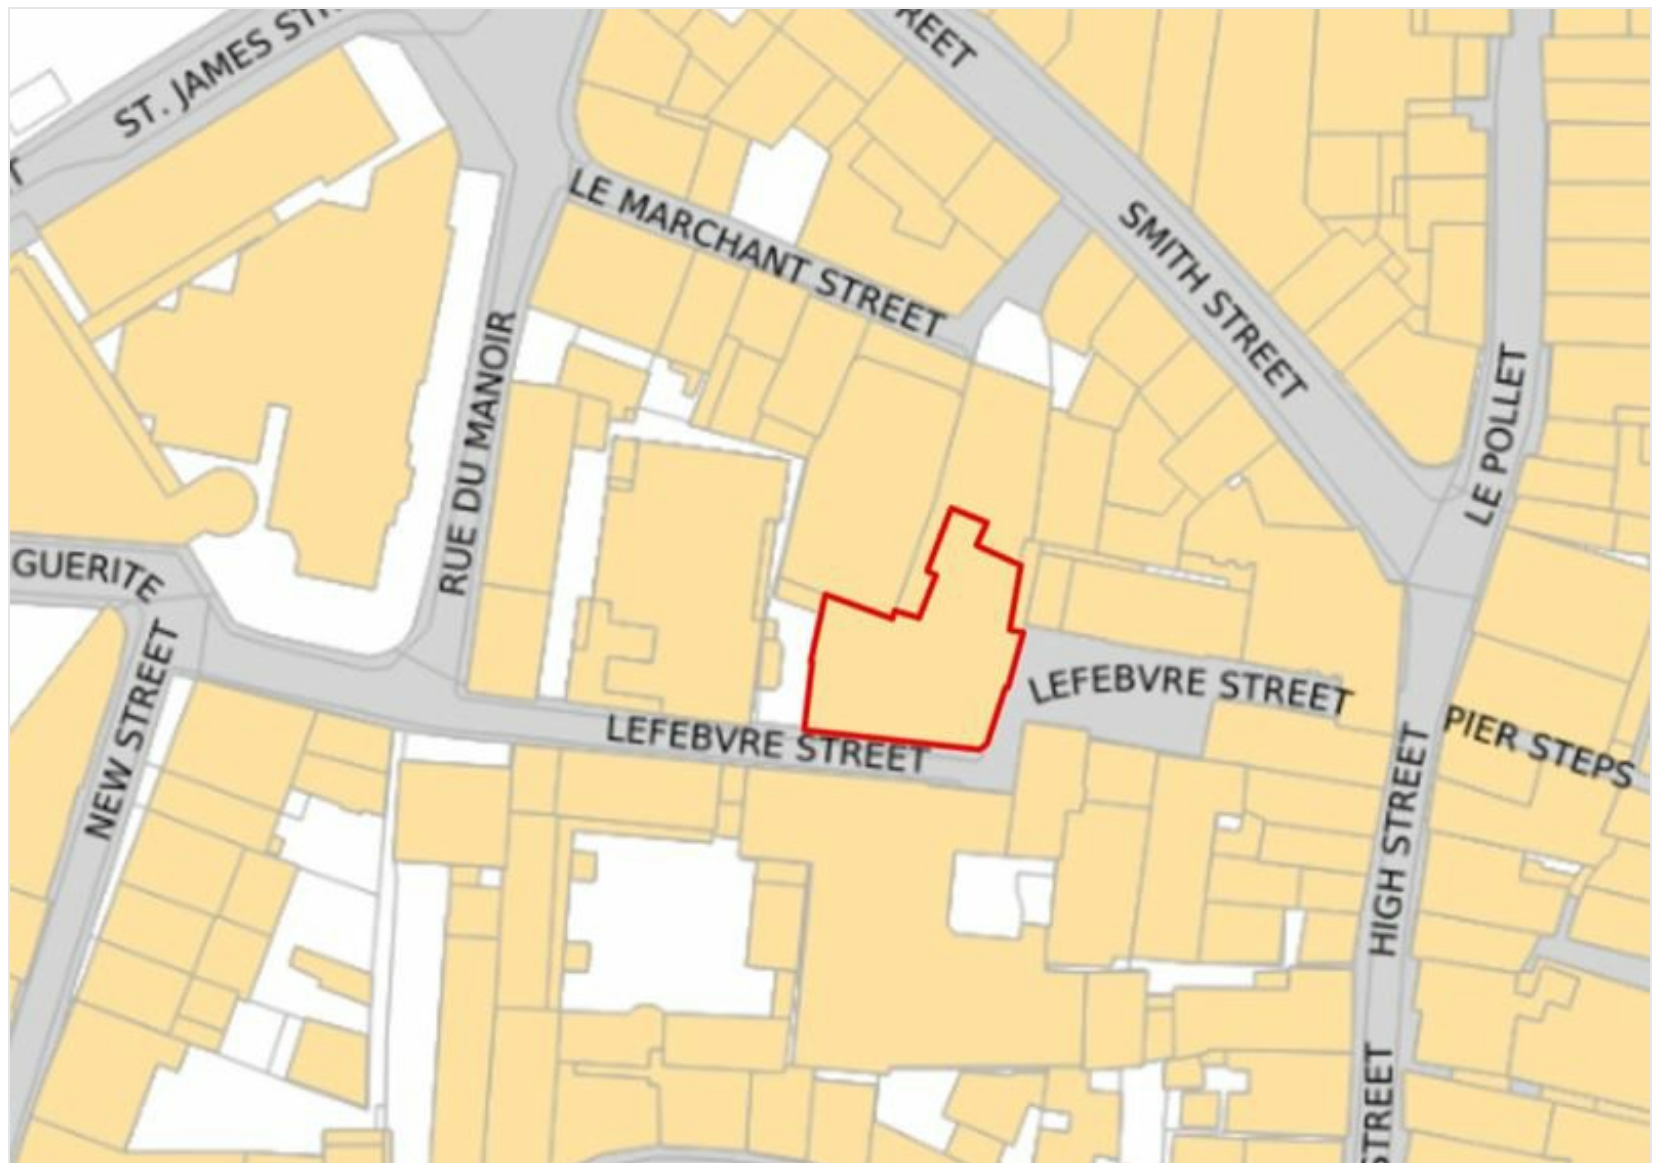 ST. JAMES STR
REET
T
LE MARCHANT STREET
SMITH STREET
RUE DU MANOIR
LE POLLET
GUERITE
NEW STREET
LEFEBVRE STREET
LEFEBVRE STREET
PIER STEPS
HIGH STREET
STREET